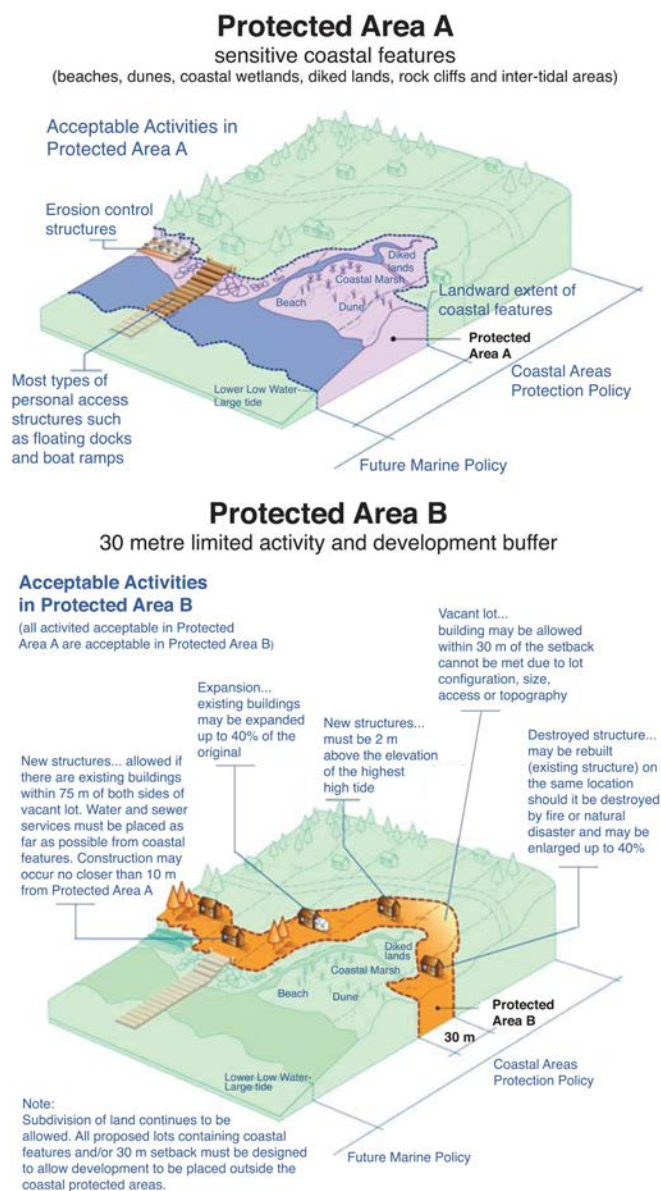 Protected Area A
sensitive coastal features
(beaches, dunes, coastal wetlands, diked lands, rock cliffs and inter-tidal areas)
Acceptable Activities in
Protected Area A
Erosion control
structures
Diked
lands
Coastal Marsh
Beach
Dune
Landward extent of
coastal features
Protected
Area A
Coastal Areas
Protection Policy
Most types of
personal access
structures such
as floating docks
and boat ramps
Lower Low Water-
Large tide
Future Marine Policy
Protected Area B
30 metre limited activity and development buffer
Acceptable Activities
in Protected Area B
(all activited acceptable in Protected
Area A are acceptable in Protected Area B)
Vacant lot...
building may be allowed
within 30 m of the setback
cannot be met due to lot
configuration, size,
access or topography
Expansion...
existing buildings
may be expanded
up to 40% of the
original
New structures...
must be 2 m
above the elevation
of the highest
high tide
Destroyed structure...
may be rebuilt
(existing structure) on
the same location
should it be destroyed
by fire or natural
disaster and may be
enlarged up to 40%
New structures... allowed if
there are existing buildings
within 75 m of both sides of
vacant lot. Water and sewer
services must be placed as
far as possible from coastal
features. Construction may
occur no closer than 10 m
from Protected Area A
Diked
lands
Coastal Marsh
Beach
Dune
Protected
Area B
30 m
Coastal Areas
Protection Policy
Lower Low Water-
Large tide
Future Marine Policy
Note:
Subdivision of land continues to be
allowed. All proposed lots containing coastal
features and/or 30 m setback must be designed
to allow development to be placed outside the
coastal protected areas.